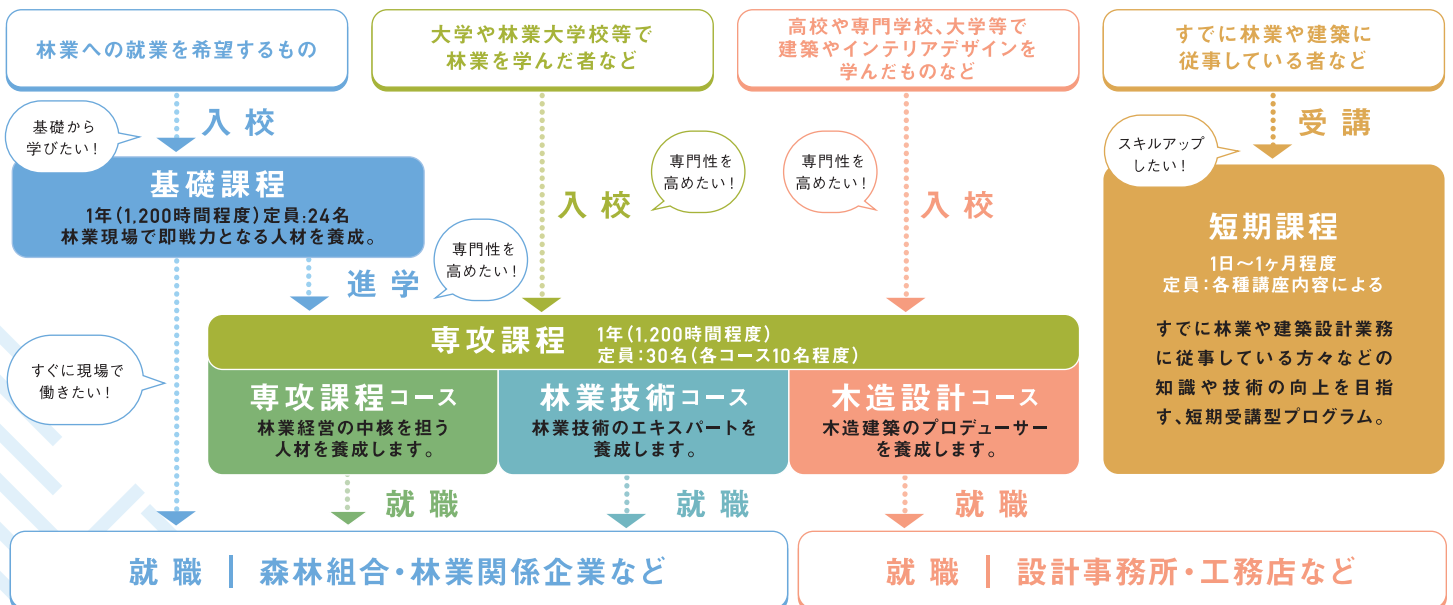 林業への就業を希望するもの
大学や林業大学校等で
林業を学んだ者など
高校や専門学校、大学等で
建築やインテリアデザインを
学んだものなど
すでに林業や建築に
従事している者など
基礎から
学びたい!
入校
基礎課程
1年(1,200時間程度)定員:24名
林業現場で即戦力となる人材を養成。
専門性を
高めたい!
進学
すぐに現場で
働きたい!
入校
専門性を
高めたい!
専門性を
高めたい!
入校
スキルアップ
したい!
受講
短期課程
1日〜1ヶ月程度
定員:各種講座内容による
すでに林業や建築設計業務
に従事している方々などの
知識や技術の向上を目指
す、短期受講型プログラム。
専攻課程
1年(1,200時間程度)
定員:30名(各コース10名程度)
専攻課程コース
林業経営の中核を担う
人材を養成します。
林業技術コース
林業技術のエキスパートを
養成します。
木造設計コース
木造建築のプロデューサー
を養成します。
就職
就職
就職
就職|森林組合・林業関係企業など
就職|設計事務所・工務店など